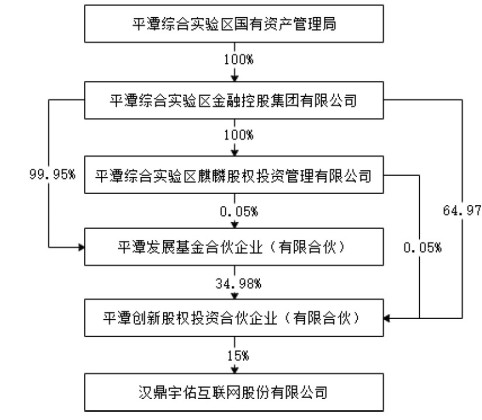 平潭综合实验区国有资产管理局
100%
平潭综合实验区金融控股集团有限公司
100%
99.95%
平潭综合实验区麒麟股权投资管理有限公司
64.97
0.05%
0.05%
平潭发展基金合伙企业（有限合伙）
34.98%
平潭创新股权投资合伙企业（有限合伙）
15%
汉鼎宇佑互联网股份有限公司